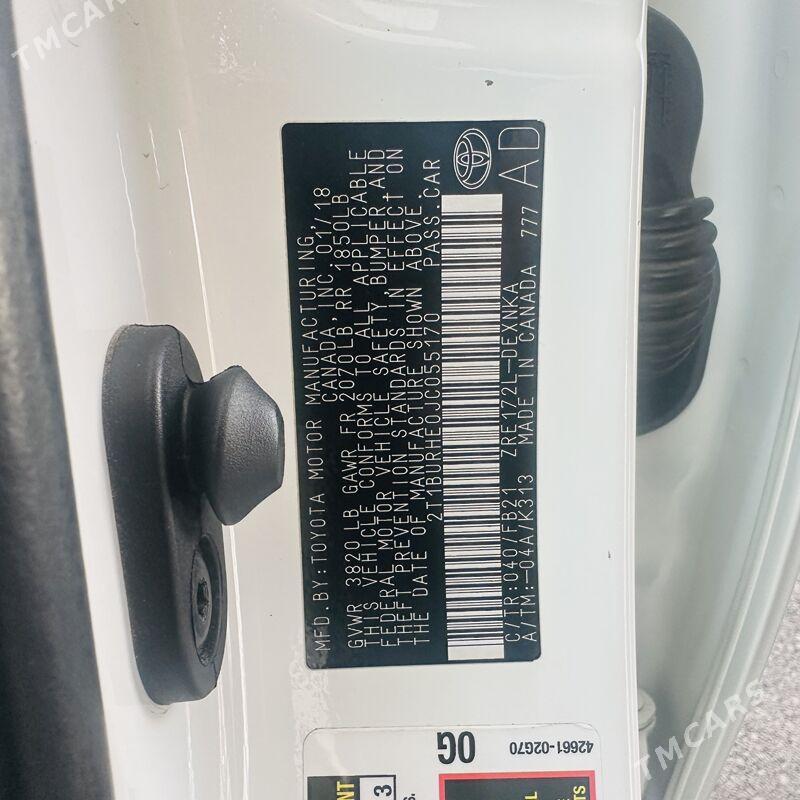 MFD.BY:TOYOTA MOTOR MANUFACTURING,
CANADA, INC. 01/18
GVWR 3820LB GAWR FR 2070LB, RR 1850LB
THIS VEHICLE CONFORMS TO ALL APPLICABLE
FEDERAL MOTOR VEHICLE SAFETY, BUMPER, AND
THEFT PREVENTION STANDARDS IN EFFECT ON
THE DATE OF MANUFACTURE SHOWN ABOVE.
2T1BURHE0JC055170 PASS.CAR
C/TR:040/FB21 ZRE172L-DEXNKA
A/TM:-04A/K313 MADE IN CANADA 777 AD
0G 42661-02G70
TMCARS
TMCARS